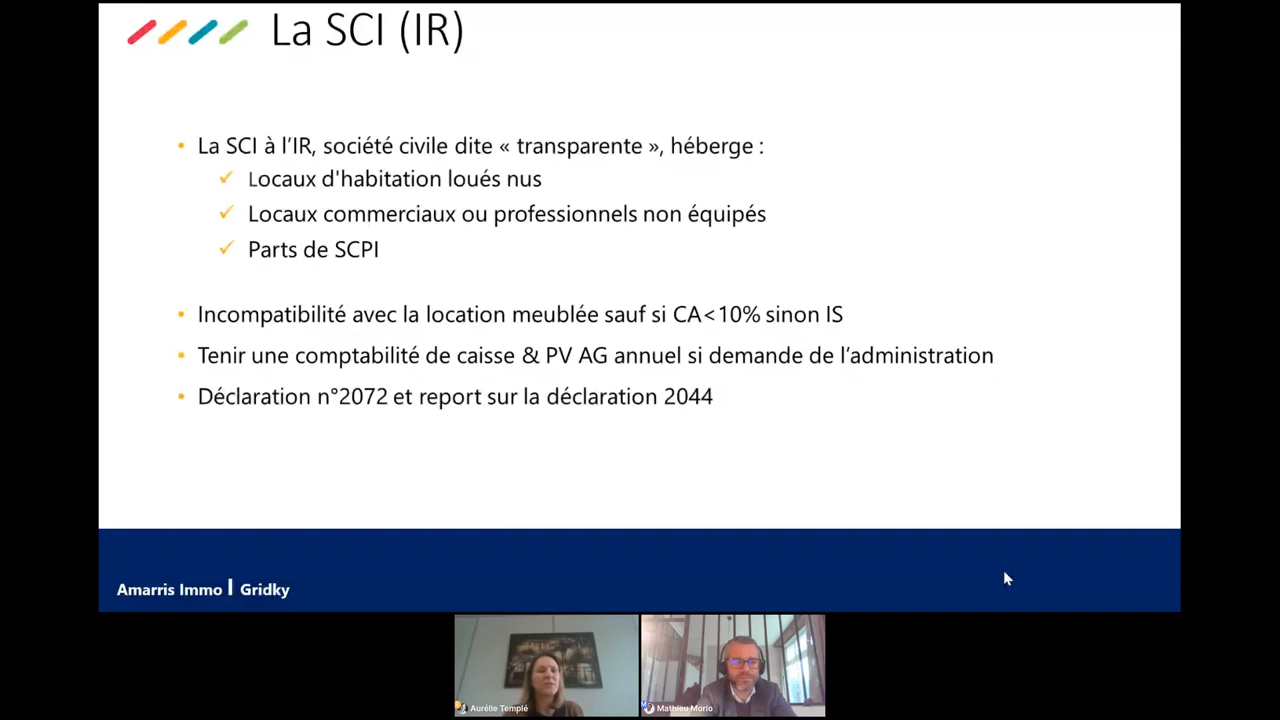 La SCI (IR)
• La SCI à l'IR, société civile dite « transparente », héberge :
✓ Locaux d'habitation loués nus
✓ Locaux commerciaux ou professionnels non équipés
✓ Parts de SCPI
• Incompatibilité avec la location meublée sauf si CA<10% sinon IS
• Tenir une comptabilité de caisse & PV AG annuel si demande de l'administration
• Déclaration n°2072 et report sur la déclaration 2044
Amarris Immo | Gridky
Aurélie Templé
Mathieu Morio